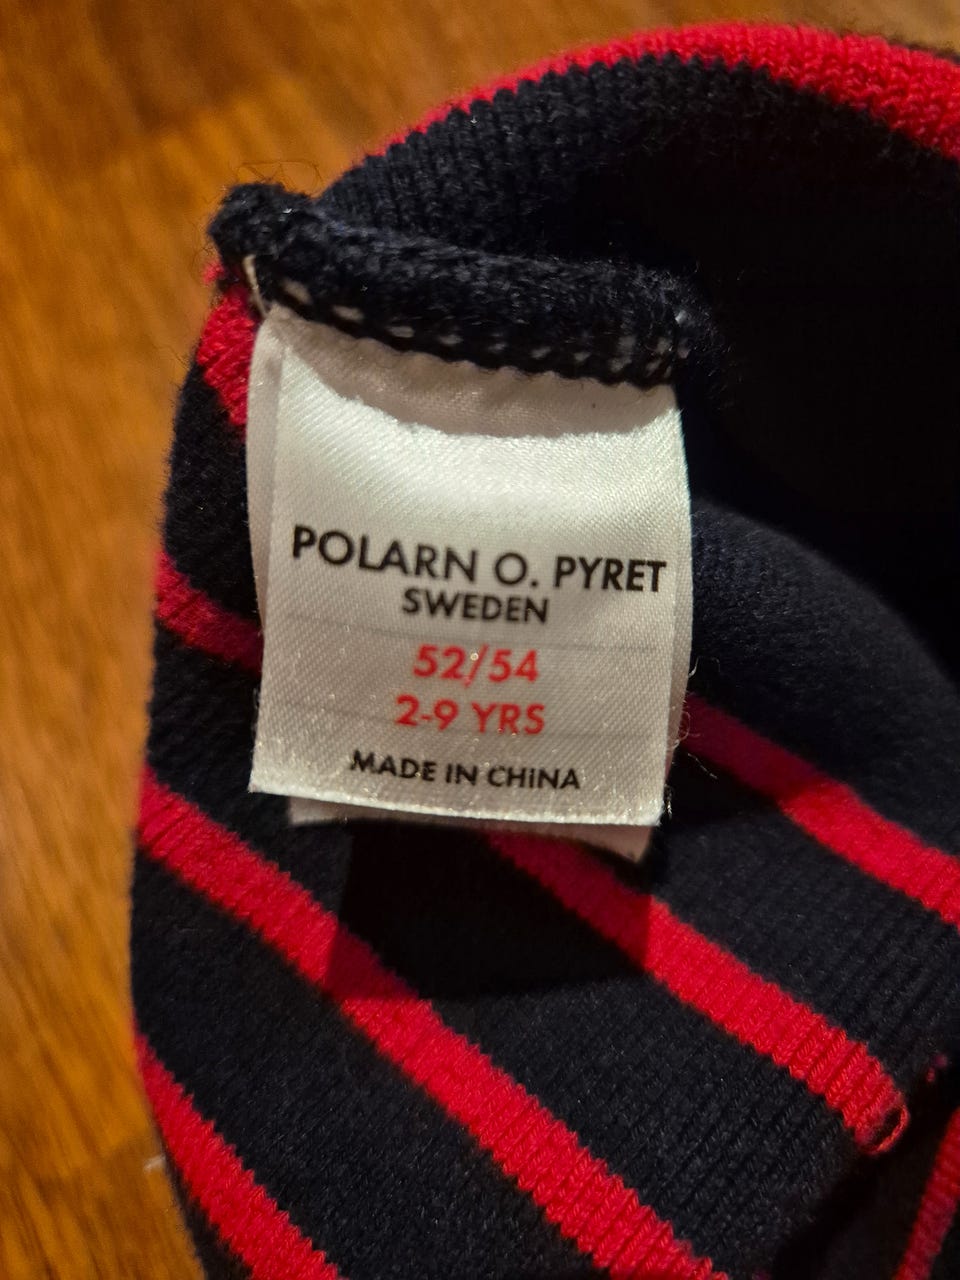 POLARN O. PYRET
SWEDEN
52/54
2-9 YRS
MADE IN CHINA